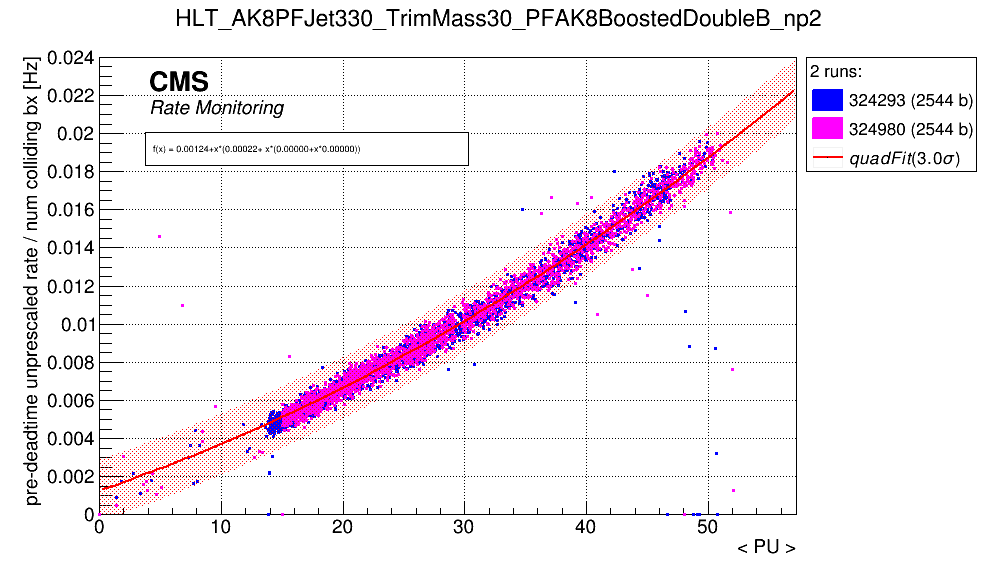 HLT_AK8PFJet330_TrimMass30_PFAK8BoostedDoubleB_np2
pre-deadtime unprescaled rate / num colliding bx [Hz]
0.024
0.022
0.02
0.018
0.016
0.014
0.012
0.01
0.008
0.006
0.004
0.002
0
CMS
Rate Monitoring
f(x) = 0.00124+x*(0.00022+ x*(0.00000+x*0.00000))
2 runs:
324293 (2544 b)
324980 (2544 b)
quadFit(3.0σ)
0 10 20 30 40 50
< PU >